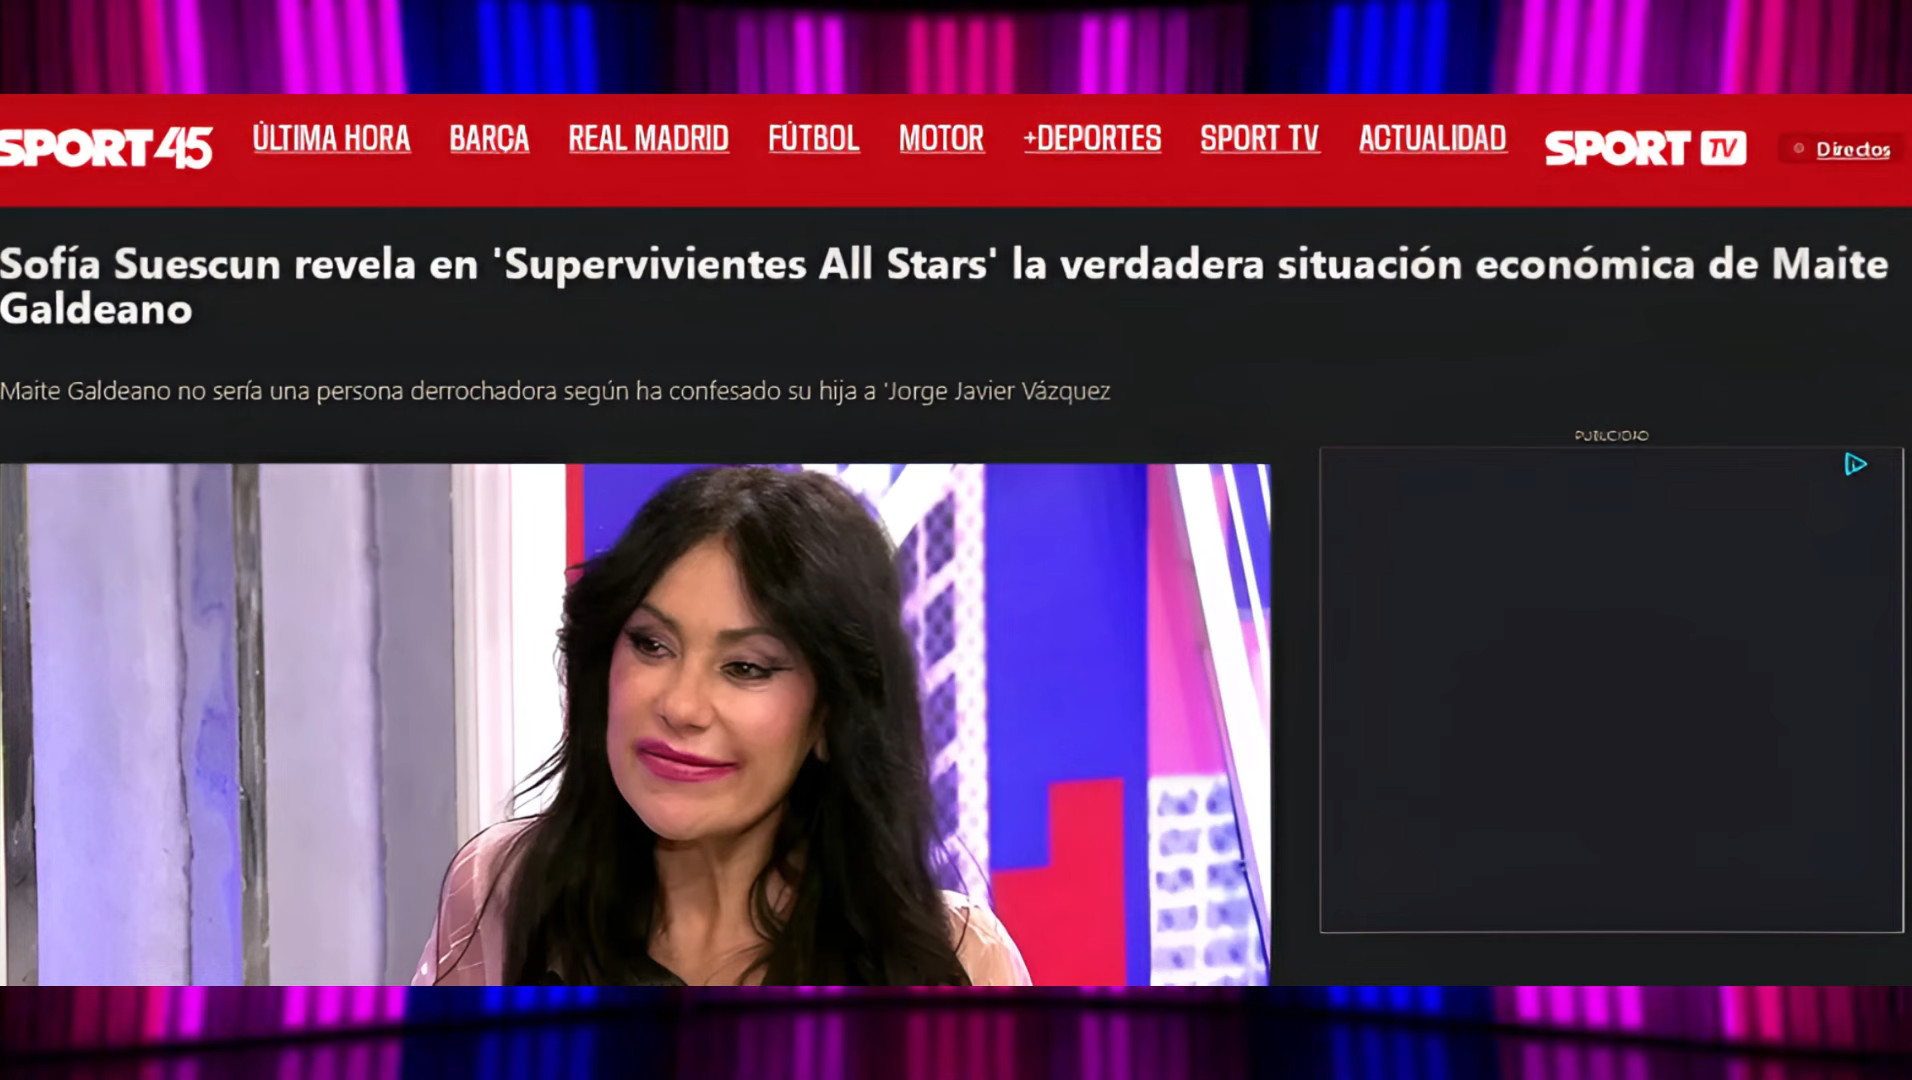 SPORT 45 ÚLTIMA HORA BARÇA REAL MADRID FÚTBOL MOTOR +DEPORTES SPORT TV ACTUALIDAD SPORT TV Directos
Sofía Suescun revela en 'Supervivientes All Stars' la verdadera situación económica de Maite
Galdeano
Maite Galdeano no sería una persona derrochadora según ha confesado su hija a 'Jorge Javier Vázquez
PUBLICIDAD